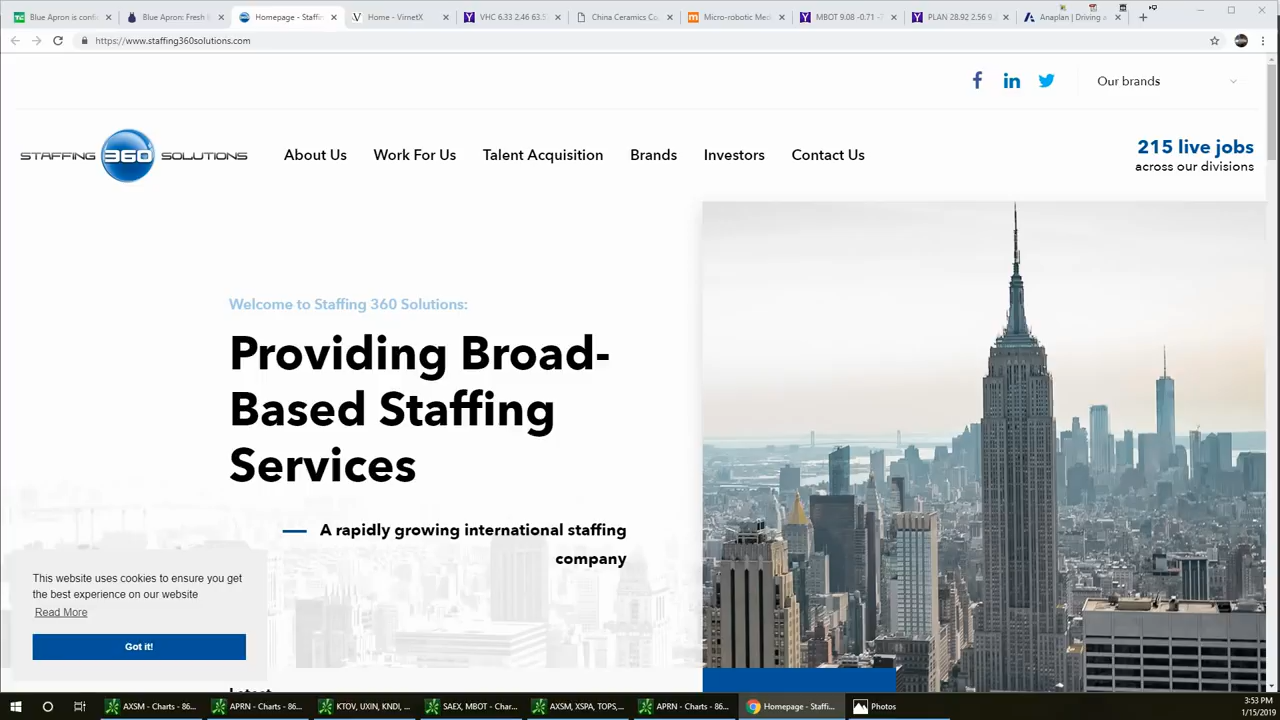 Blue Apron is confi
Blue Apron: Fresh
Homepage - Staffin
Home - VirnetX
VHC 6.33 2.46 63.5
China Ceramics Co
Micro-robotic Med
MBOT 9.08 -0.71 -7
PLAN 28.92 2.56 9.
Anaplan | Driving a
https://www.staffing360solutions.com
Our brands
STAFFING 360 SOLUTIONS
About Us
Work For Us
Talent Acquisition
Brands
Investors
Contact Us
215 live jobs
across our divisions
Welcome to Staffing 360 Solutions:
Providing Broad-
Based Staffing
Services
A rapidly growing international staffing
company
This website uses cookies to ensure you get
the best experience on our website
Read More
Got it!
latest
AXSM - Charts - 86...
APRN - Charts - 86...
KTOV, UXIN, KNDI, ...
SAEX, MBOT - Char...
AXSM, XSPA, TOPS,...
APRN - Charts - 86...
Homepage - Staffi...
Photos
3:53 PM
1/15/2019